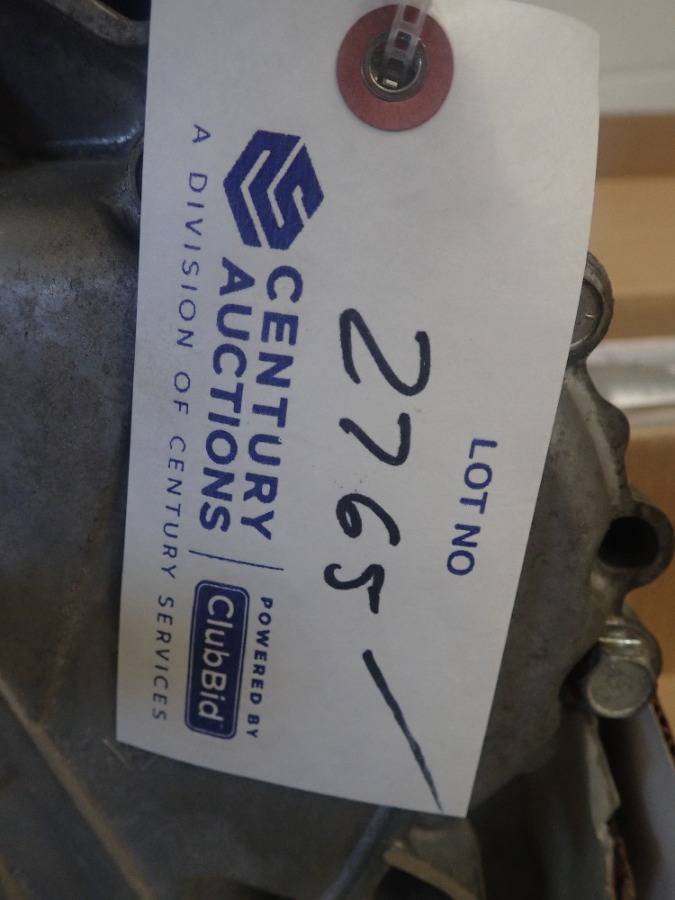 LOT NO
2765
CENTURY
AUCTIONS
POWERED BY
ClubBid
A DIVISION OF CENTURY SERVICES